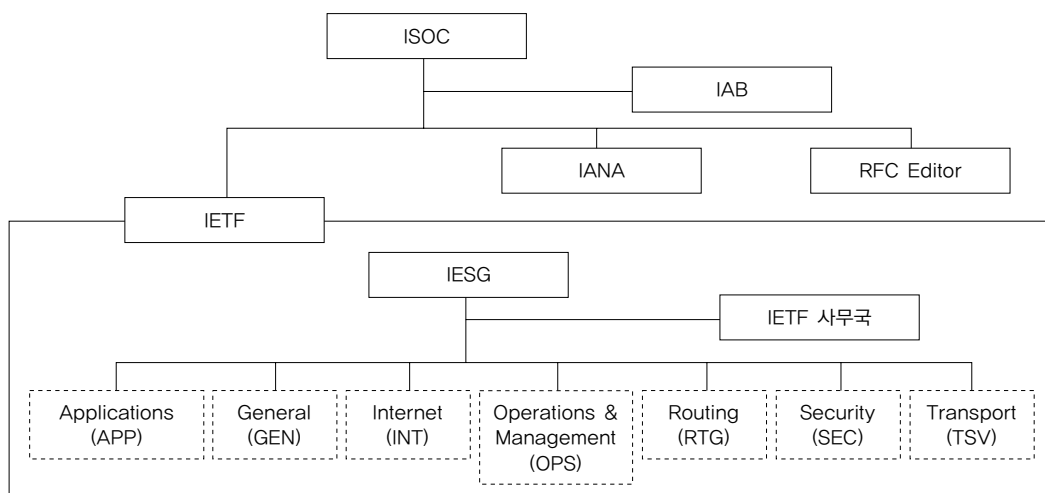 ISOC
IAB
IANA
RFC Editor
IETF
IESG
IETF 사무국
Applications
(APP)
General
(GEN)
Internet
(INT)
Operations &
Management
(OPS)
Routing
(RTG)
Security
(SEC)
Transport
(TSV)